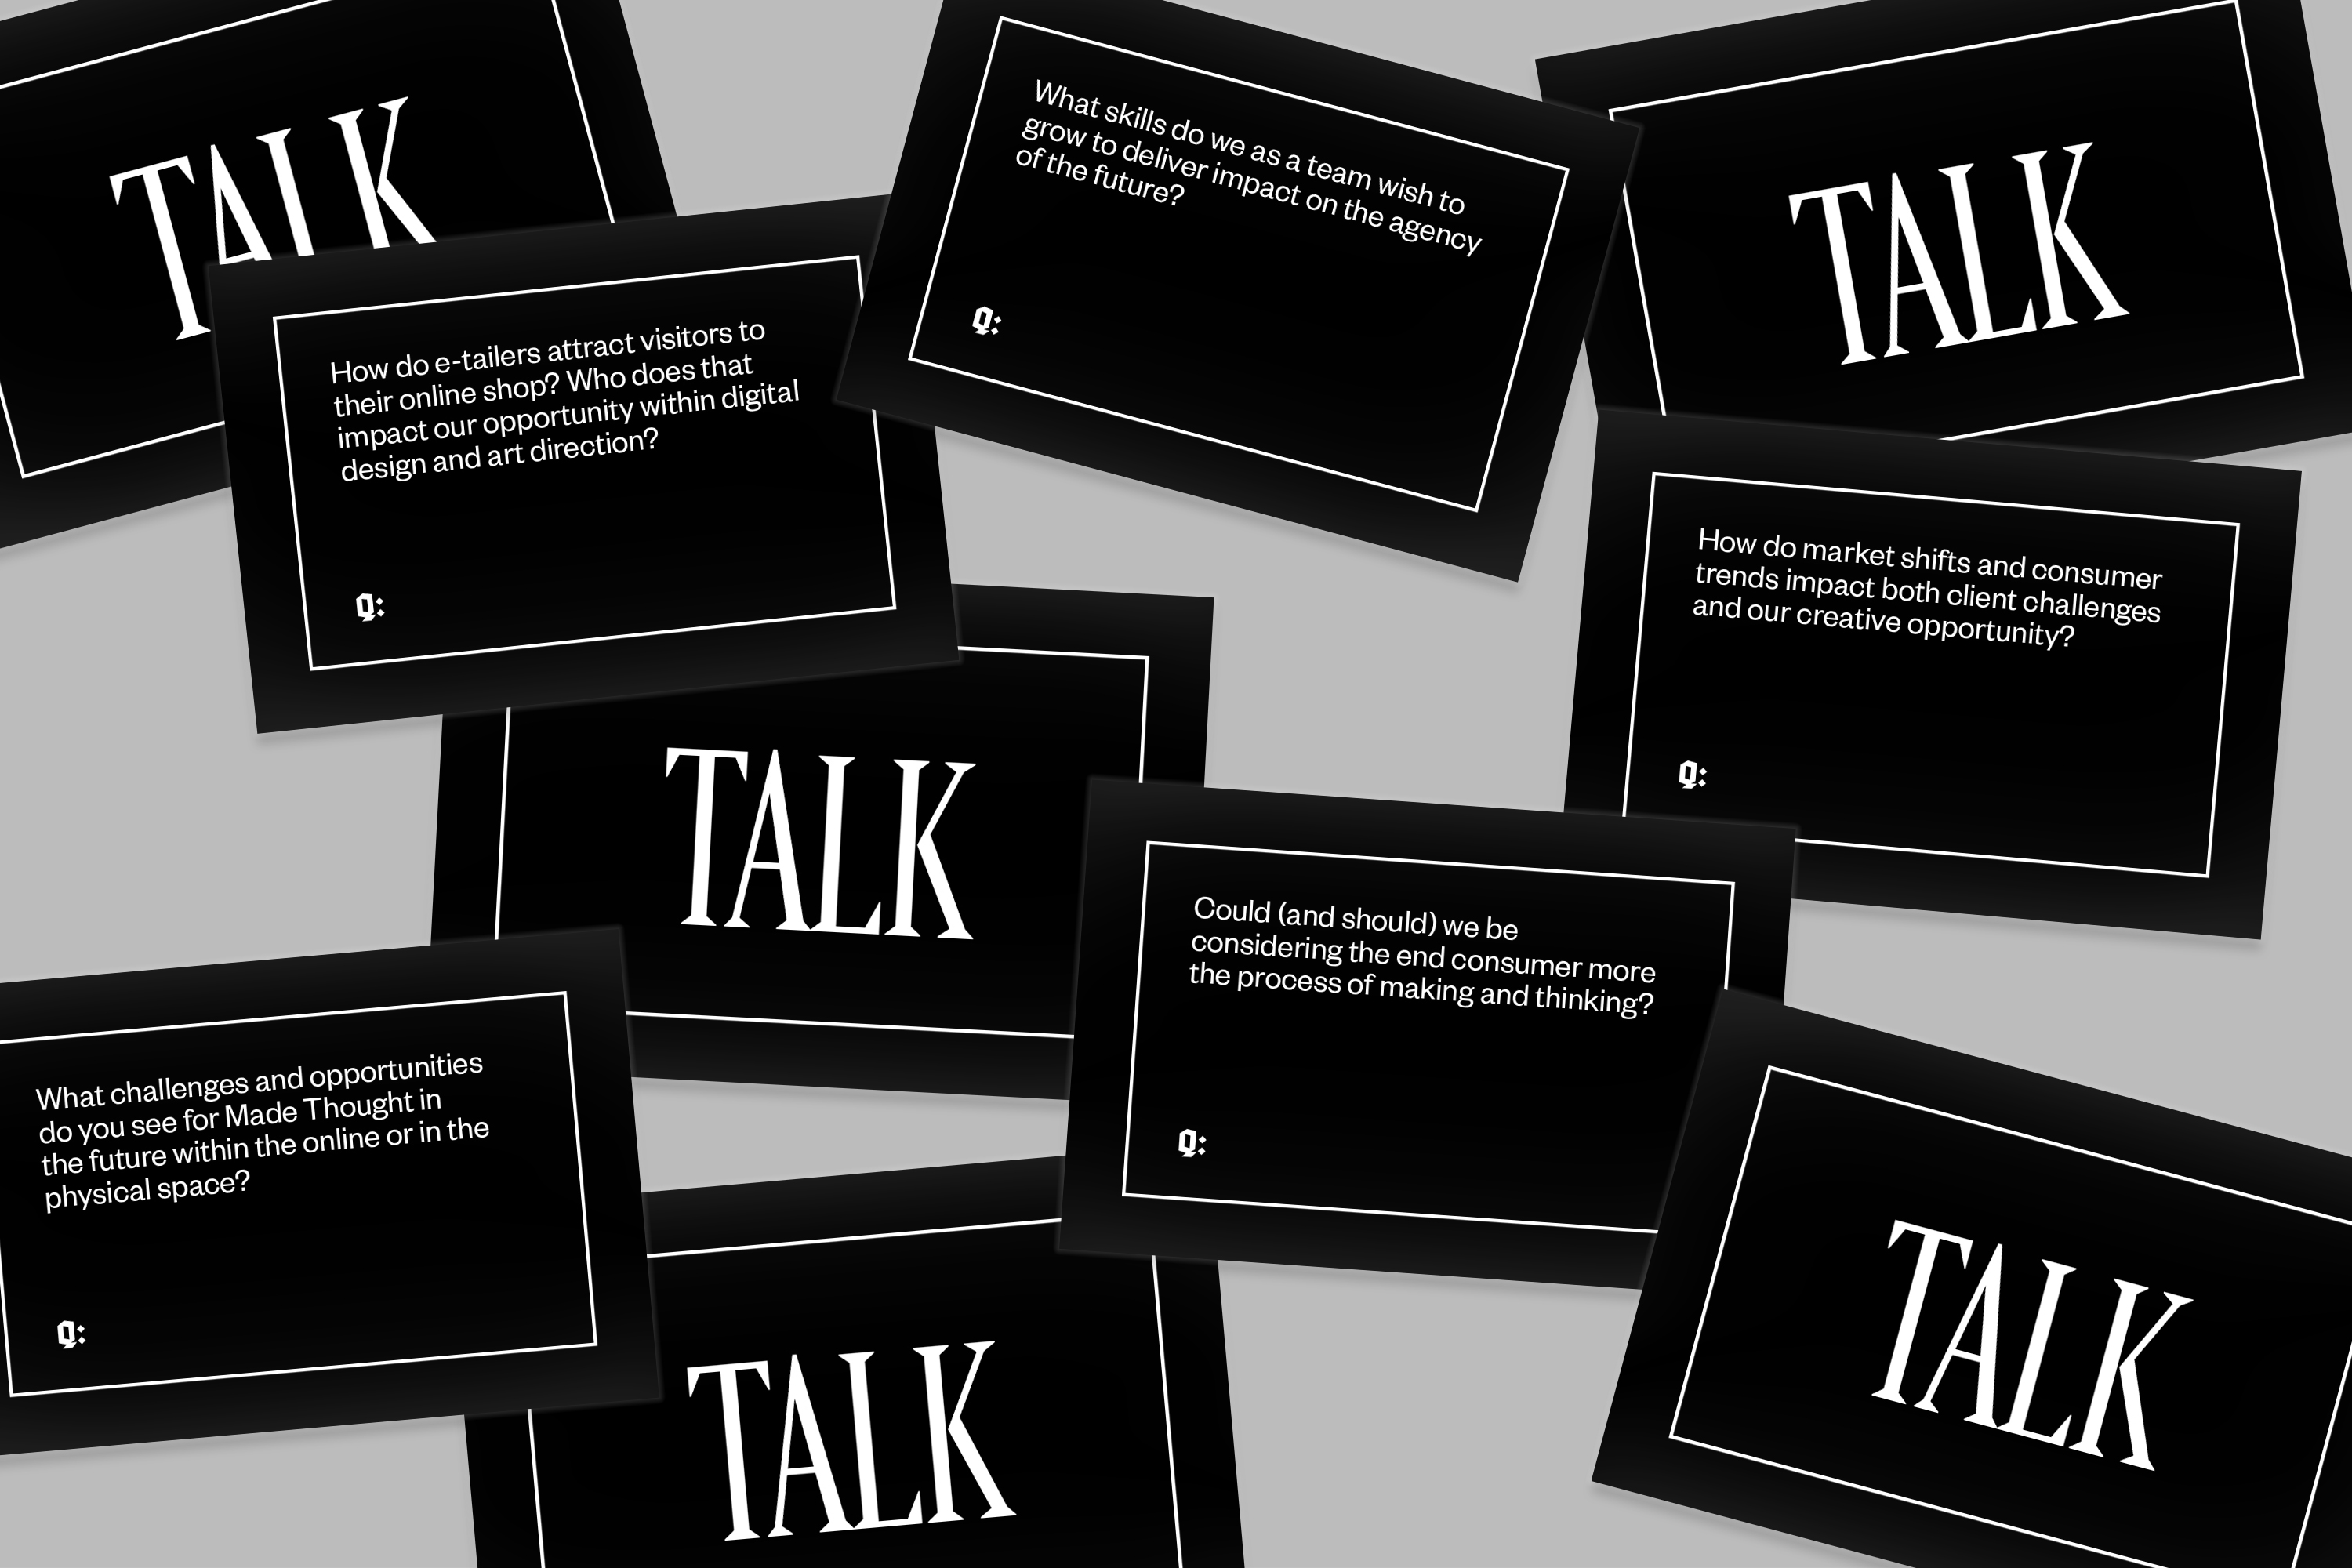 TALK
What skills do we as a team wish to
grow to deliver impact on the agency
of the future?
Q:
TALK
How do e-tailers attract visitors to
their online shop? Who does that
impact our opportunity within digital
design and art direction?
Q:
How do market shifts and consumer
trends impact both client challenges
and our creative opportunity?
Q:
TALK
Could (and should) we be
considering the end consumer more
the process of making and thinking?
Q:
What challenges and opportunities
do you see for Made Thought in
the future within the online or in the
physical space?
Q:
TALK
TALK